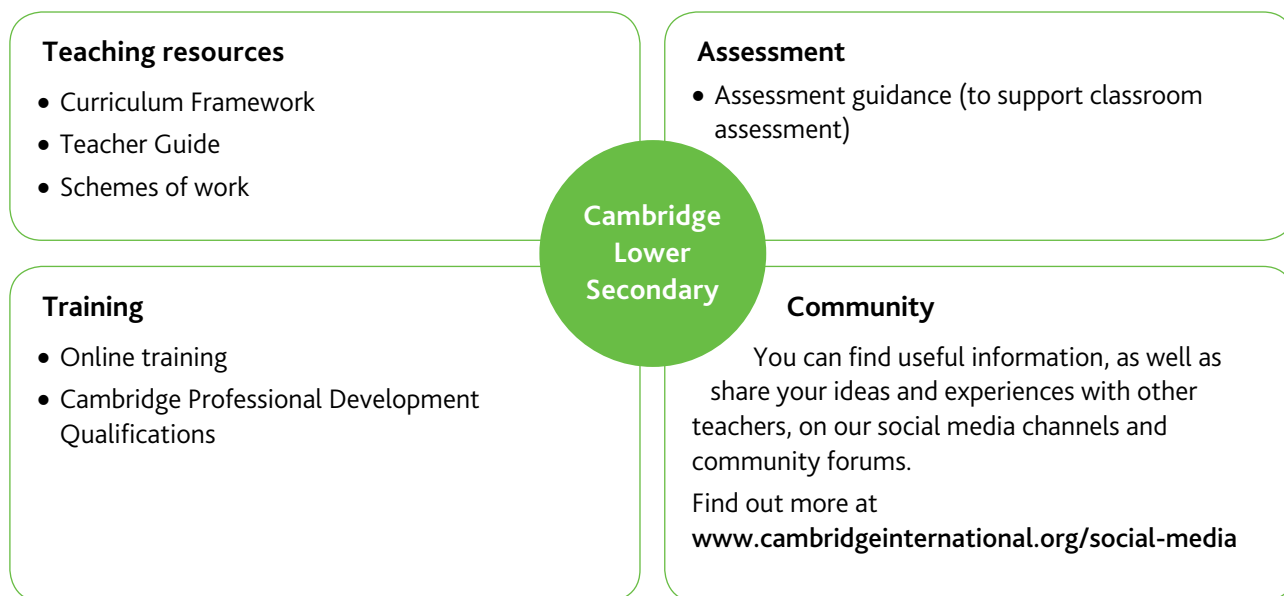 Teaching resources
• Curriculum Framework
• Teacher Guide
• Schemes of work
Assessment
• Assessment guidance (to support classroom
assessment)
Cambridge
Lower
Secondary
Training
• Online training
• Cambridge Professional Development
Qualifications
Community
You can find useful information, as well as
share your ideas and experiences with other
teachers, on our social media channels and
community forums.
Find out more at
www.cambridgeinternational.org/social-media